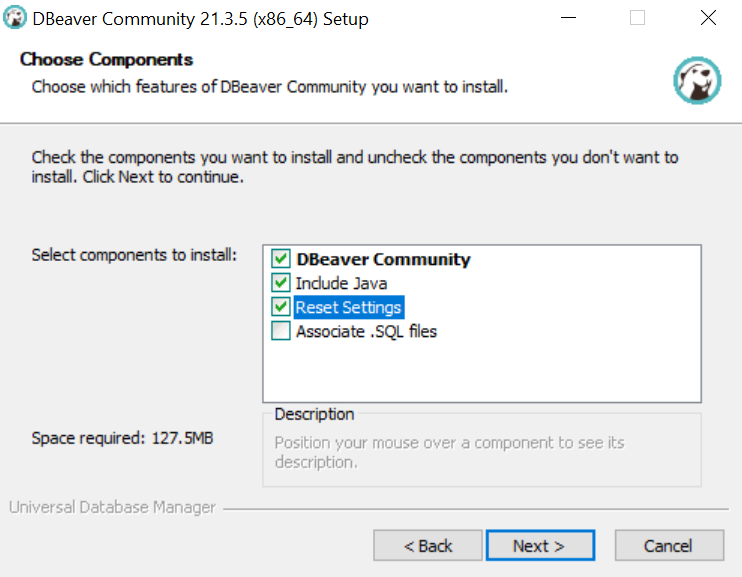 DBeaver Community 21.3.5 (x86_64) Setup
Choose Components
Choose which features of DBeaver Community you want to install.
Check the components you want to install and uncheck the components you don't want to
install. Click Next to continue.
Select components to install:
DBeaver Community
Include Java
Reset Settings
Associate .SQL files
Space required: 127.5MB
Description
Position your mouse over a component to see its
description.
Universal Database Manager
< Back
Next >
Cancel